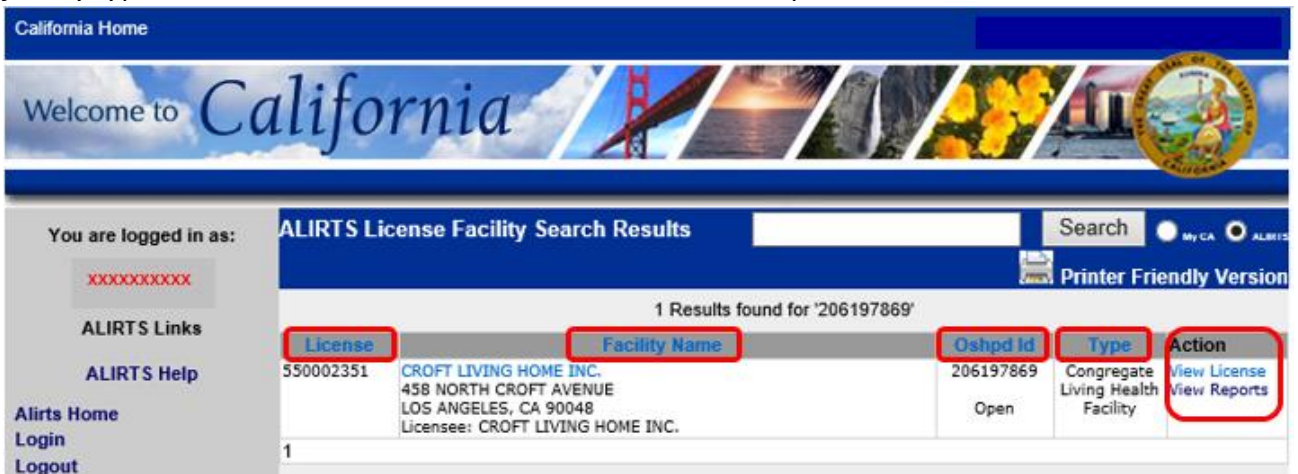 California Home
Welcome to California
You are logged in as:
xxxxxxxxxx
ALIRTS Links
ALIRTS Help
Alirts Home
Login
Logout
ALIRTS License Facility Search Results
Search
My CA
ALIRTS
Printer Friendly Version
1 Results found for '206197869'
License Facility Name Oshpd Id Type Action
550002351 CROFT LIVING HOME INC. 206197869 Congregate View License
458 NORTH CROFT AVENUE Living Health View Reports
LOS ANGELES, CA 90048 Open Facility
Licensee: CROFT LIVING HOME INC.
1